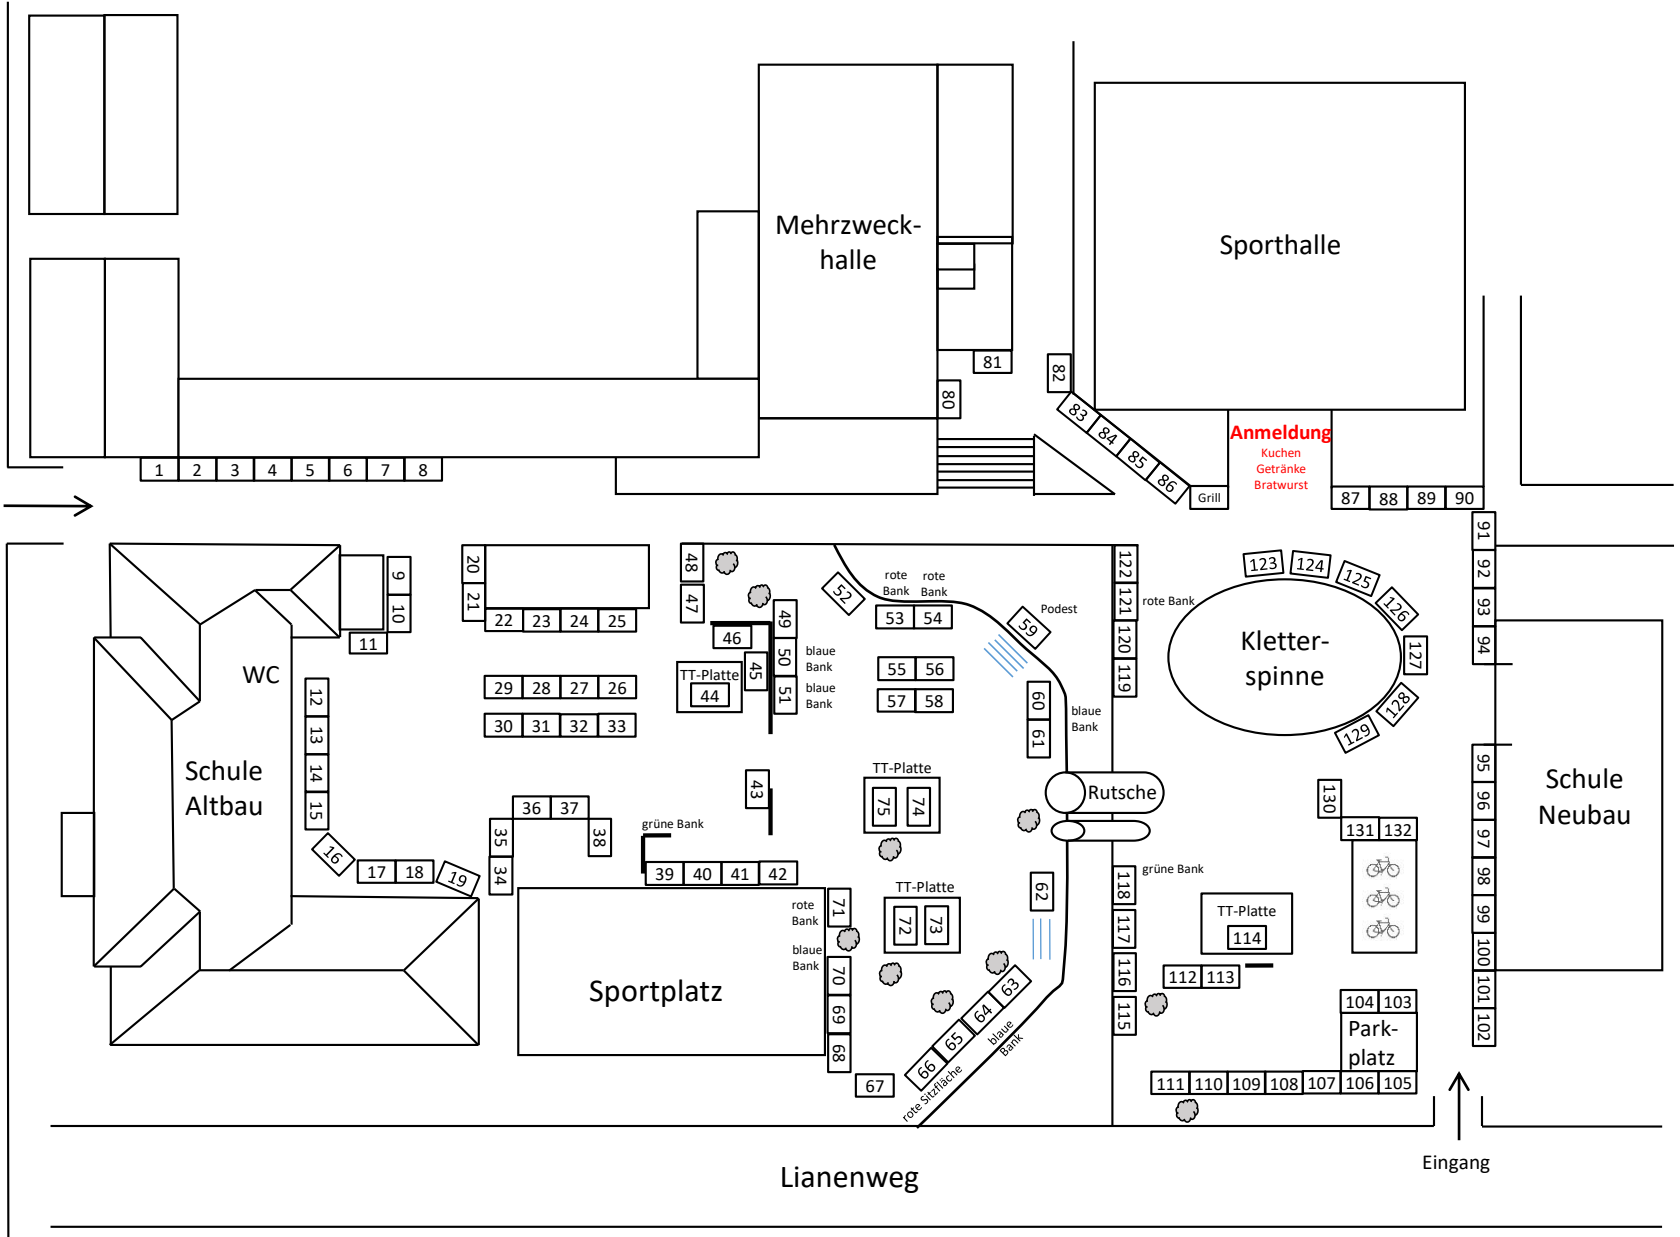 Mehrzweck-
halle
Sporthalle
81
82
80
83
84
85
86
Anmeldung
Kuchen
Getränke
Bratwurst
Grill
1 2 3 4 5 6 7 8
87 88 89 90
91
92
93
94
9
10
11
20
21
22 23 24 25
48
47
46
49
50
51
45
TT-Platte
44
blaue
Bank
blaue
Bank
52
rote
Bank
rote
Bank
53 54
Podest
59
55 56
57 58
60
61
blaue
Bank
122
121
120
119
rote Bank
123
124
125
126
127
128
129
Kletter-
spinne
WC
12
13
14
15
16
17 18
19
Schule
Altbau
29 28 27 26
30 31 32 33
36 37
35
34
38
43
grüne Bank
39 40 41 42
TT-Platte
75 74
Rutsche
130
131 132
95
96
97
98
99
100
101
102
Schule
Neubau
TT-Platte
72 73
62
118
117
116
115
grüne Bank
TT-Platte
114
112 113
rote
Bank
71
blaue
Bank
70
69
68
67
Sportplatz
63
64
65
66
blaue
Bank
rote Sitzfläche
104 103
Park-
platz
111 110 109 108 107 106 105
Eingang
Lianenweg